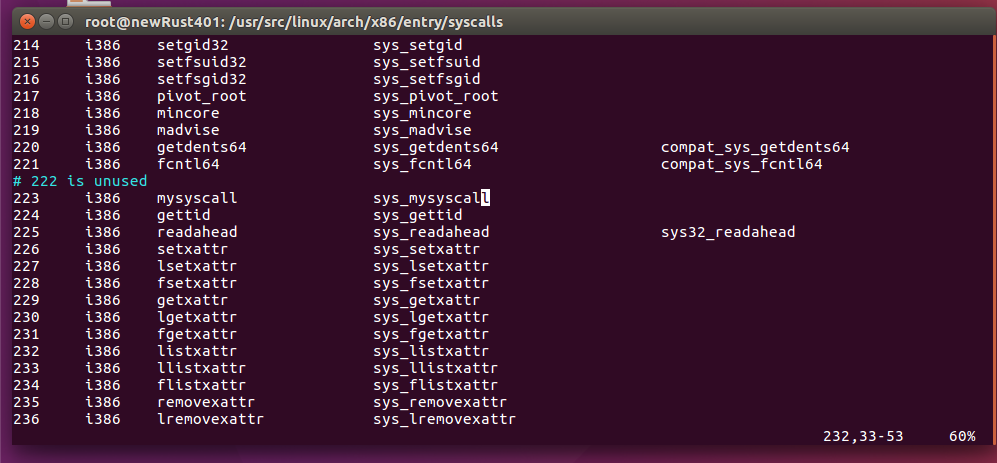 root@newRust401: /usr/src/linux/arch/x86/entry/syscalls
214 i386 setgid32 sys_setgid
215 i386 setfsuid32 sys_setfsuid
216 i386 setfsgid32 sys_setfsgid
217 i386 pivot_root sys_pivot_root
218 i386 mincore sys_mincore
219 i386 madvise sys_madvise
220 i386 getdents64 sys_getdents64 compat_sys_getdents64
221 i386 fcntl64 sys_fcntl64 compat_sys_fcntl64
# 222 is unused
223 i386 mysyscall sys_mysyscall
224 i386 gettid sys_gettid
225 i386 readahead sys_readahead sys32_readahead
226 i386 setxattr sys_setxattr
227 i386 lsetxattr sys_lsetxattr
228 i386 fsetxattr sys_fsetxattr
229 i386 getxattr sys_getxattr
230 i386 lgetxattr sys_lgetxattr
231 i386 fgetxattr sys_fgetxattr
232 i386 listxattr sys_listxattr
233 i386 llistxattr sys_llistxattr
234 i386 flistxattr sys_flistxattr
235 i386 removexattr sys_removexattr
236 i386 lremovexattr sys_lremovexattr
232,33-53 60%